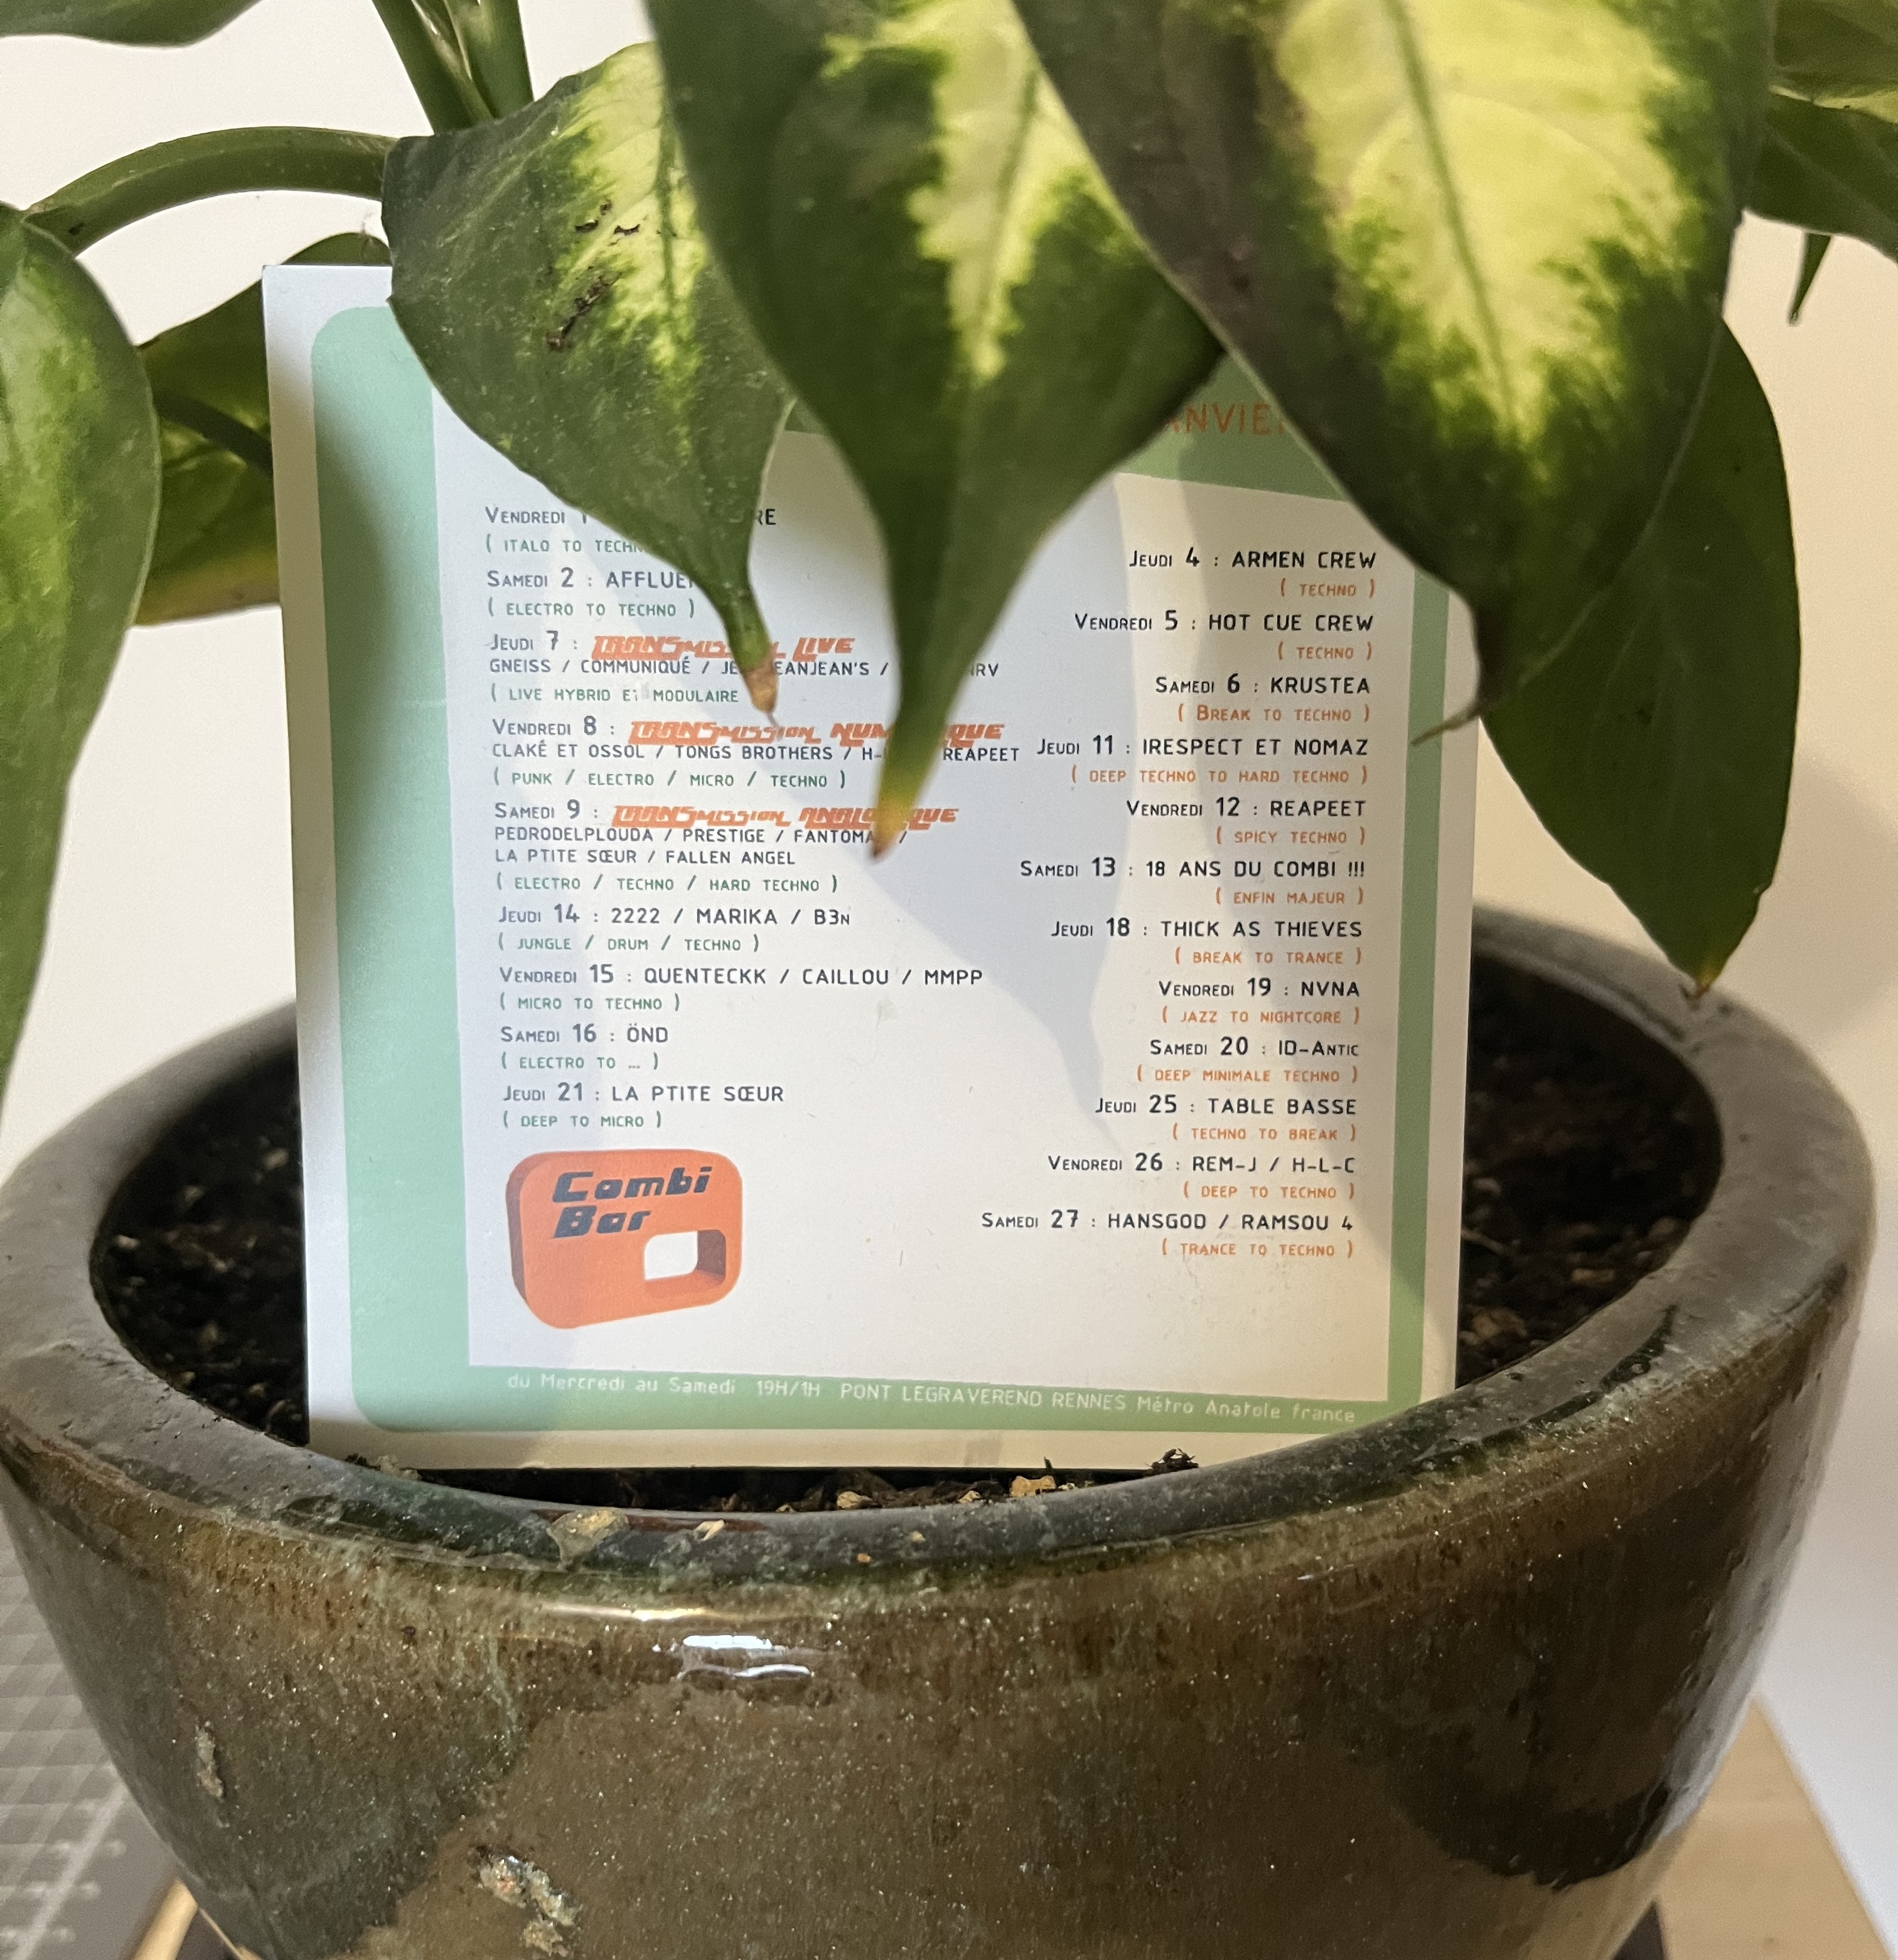 ANVIE
VENDREDI
( ITALO TO
SAMEDI 2 :
( ELECTRO TO TECHNO )
JEUDI 7 : TRANSMISSION LIVE
GNEISS / COMMUNIQUÉ /
( LIVE HYBRID ET MODULAIRE
VENDREDI 8 : TRANSMISSION
CLAKÉ ET OSSOL / TONGS BROTHERS / REAPEET
( PUNK / ELECTRO / MICRO / TECHNO )
SAMEDI 9 : TRANSMISSION
PEDRODELPLOUDA / PRESTIGE / FANTOMA /
LA PTITE SŒUR / FALLEN ANGEL
( ELECTRO / TECHNO / HARD TECHNO )
JEUDI 14 : 2222 / MARIKA / B3N
( JUNGLE / DRUM / TECHNO )
VENDREDI 15 : QUENTECKK / CAILLOU / MMPP
( MICRO TO TECHNO )
SAMEDI 16 : ÖND
( ELECTRO TO ... )
JEUDI 21 : LA PTITE SŒUR
( DEEP TO MICRO )
JEUDI 4 : ARMEN CREW
( TECHNO )
VENDREDI 5 : HOT CUE CREW
( TECHNO )
SAMEDI 6 : KRUSTEA
( BREAK TO TECHNO )
JEUDI 11 : IRESPECT ET NOMAZ
( DEEP TECHNO TO HARD TECHNO )
VENDREDI 12 : REAPEET
( SPICY TECHNO )
SAMEDI 13 : 18 ANS DU COMBI !!!
( ENFIN MAJEUR )
JEUDI 18 : THICK AS THIEVES
( BREAK TO TRANCE )
VENDREDI 19 : NVNA
( JAZZ TO NIGHTCORE )
SAMEDI 20 : ID-ANTIC
( DEEP MINIMALE TECHNO )
JEUDI 25 : TABLE BASSE
( TECHNO TO BREAK )
VENDREDI 26 : REM-J / H-L-C
( DEEP TO TECHNO )
SAMEDI 27 : HANSGOD / RAMSOU 4
( TRANCE TO TECHNO )
Combi
Bar
du Mercredi au Samedi 19H/1H PONT LEGRAVEREND RENNES Métro Anatole france